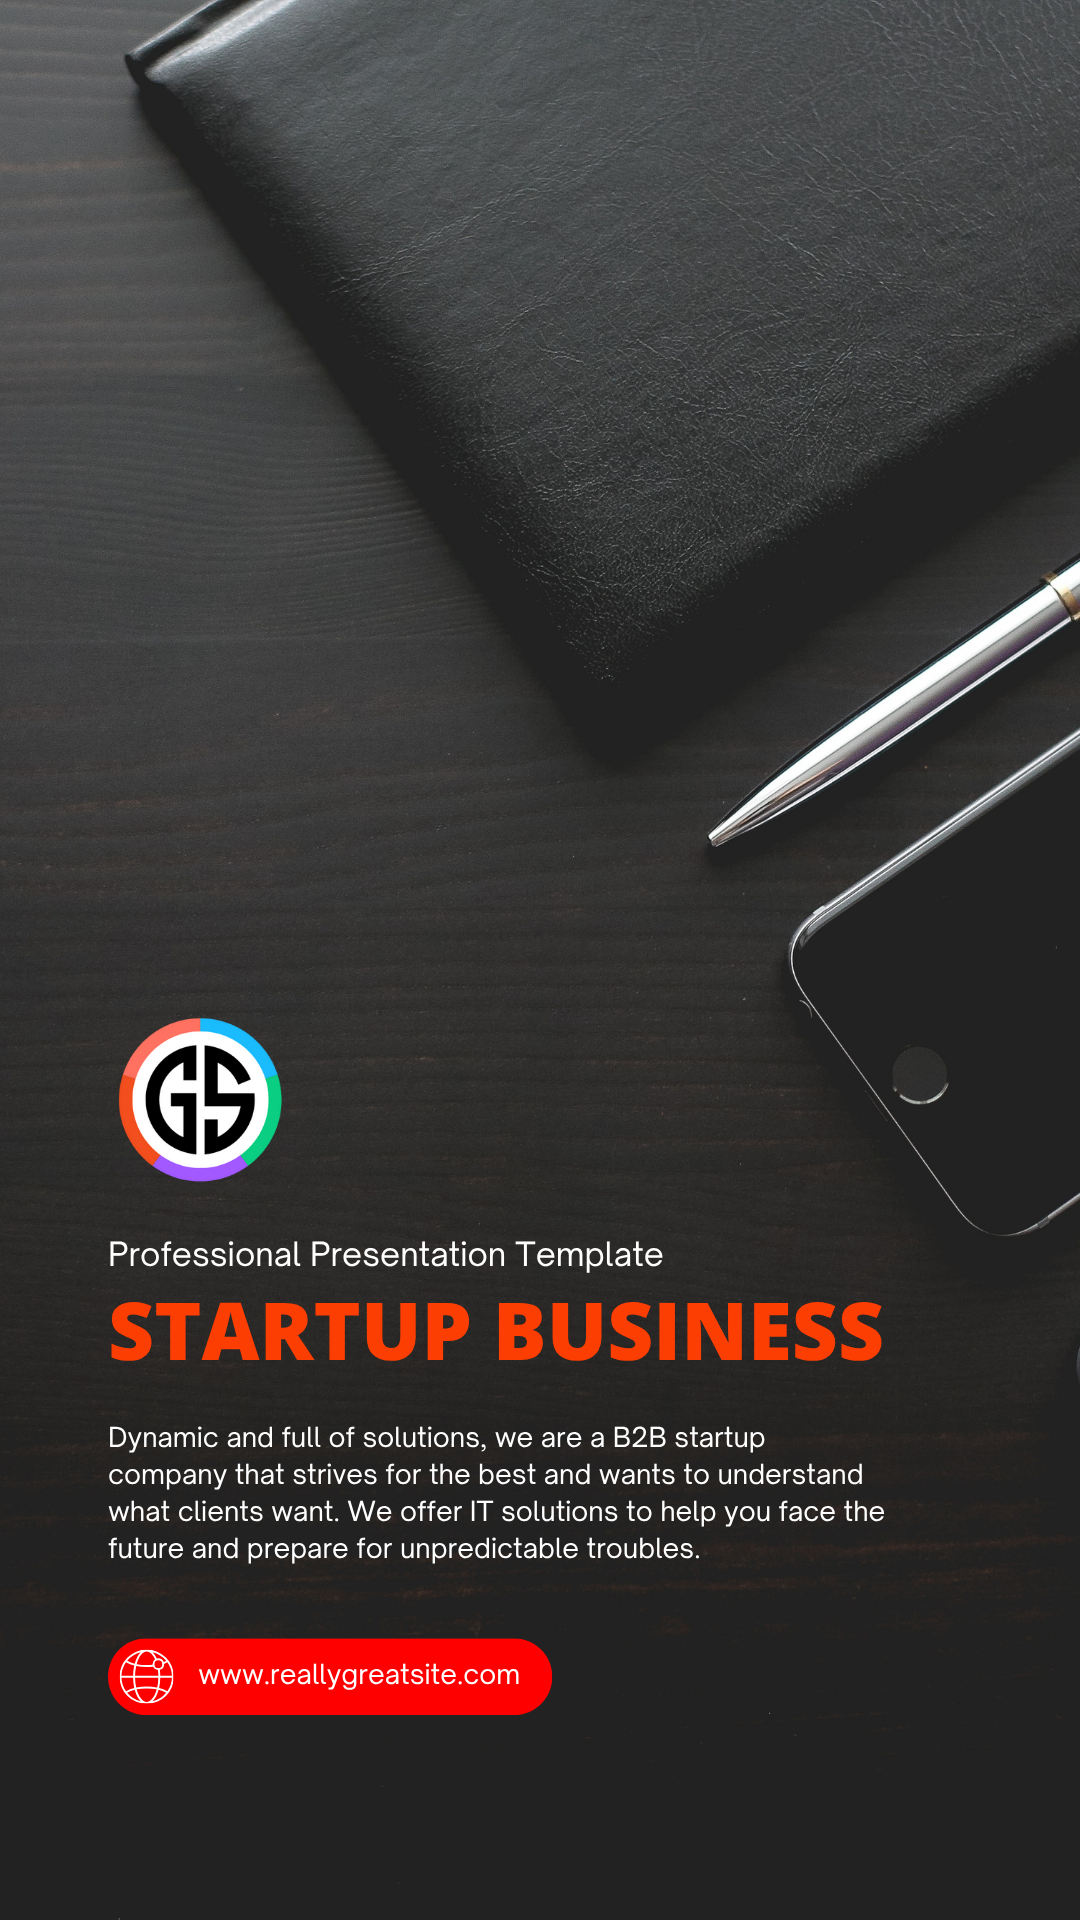 GS
Professional Presentation Template
STARTUP BUSINESS
Dynamic and full of solutions, we are a B2B startup
company that strives for the best and wants to understand
what clients want. We offer IT solutions to help you face the
future and prepare for unpredictable troubles.
www.reallygreatsite.com